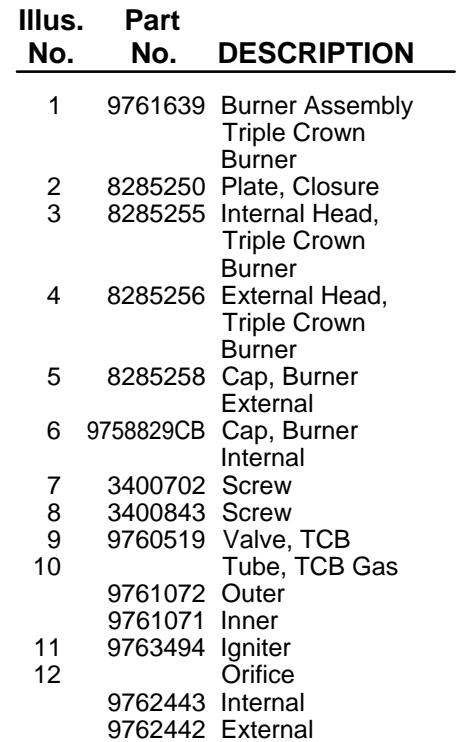 Illus. Part
No. No. DESCRIPTION
1 9761639 Burner Assembly
Triple Crown
Burner
2 8285250 Plate, Closure
3 8285255 Internal Head,
Triple Crown
Burner
4 8285256 External Head,
Triple Crown
Burner
5 8285258 Cap, Burner
External
6 9758829CB Cap, Burner
Internal
7 3400702 Screw
8 3400843 Screw
9 9760519 Valve, TCB
10 Tube, TCB Gas
9761072 Outer
9761071 Inner
11 9763494 Igniter
12 Orifice
9762443 Internal
9762442 External